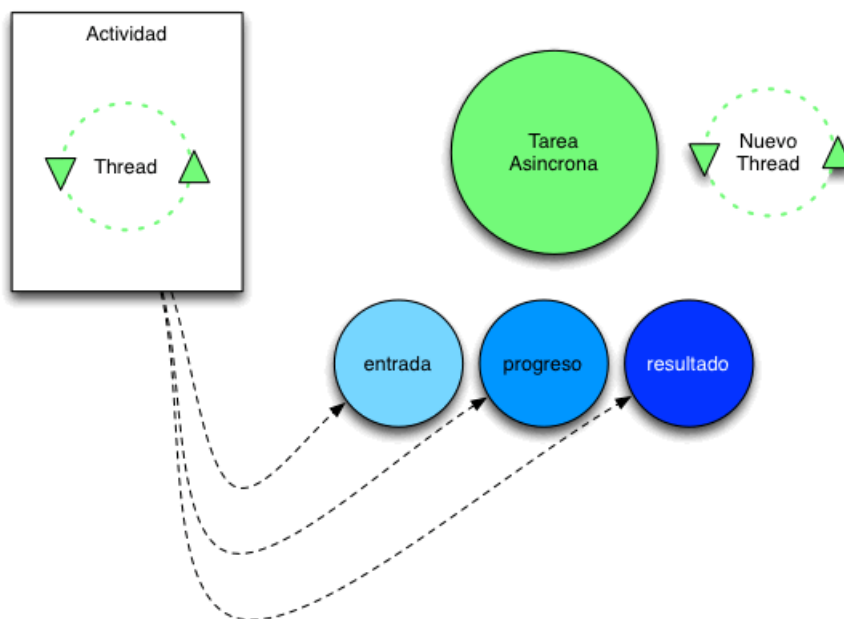 Actividad
Thread
Tarea
Asincrona
Nuevo
Thread
entrada
progreso
resultado